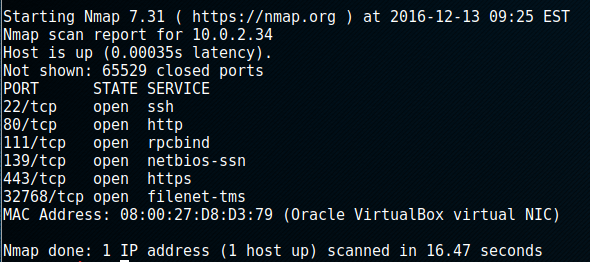 Starting Nmap 7.31 ( https://nmap.org ) at 2016-12-13 09:25 EST
Nmap scan report for 10.0.2.34
Host is up (0.00035s latency).
Not shown: 65529 closed ports
PORT      STATE SERVICE
22/tcp    open  ssh
80/tcp    open  http
111/tcp   open  rpcbind
139/tcp   open  netbios-ssn
443/tcp   open  https
32768/tcp open  filenet-tms
MAC Address: 08:00:27:D8:D3:79 (Oracle VirtualBox virtual NIC)
Nmap done: 1 IP address (1 host up) scanned in 16.47 seconds